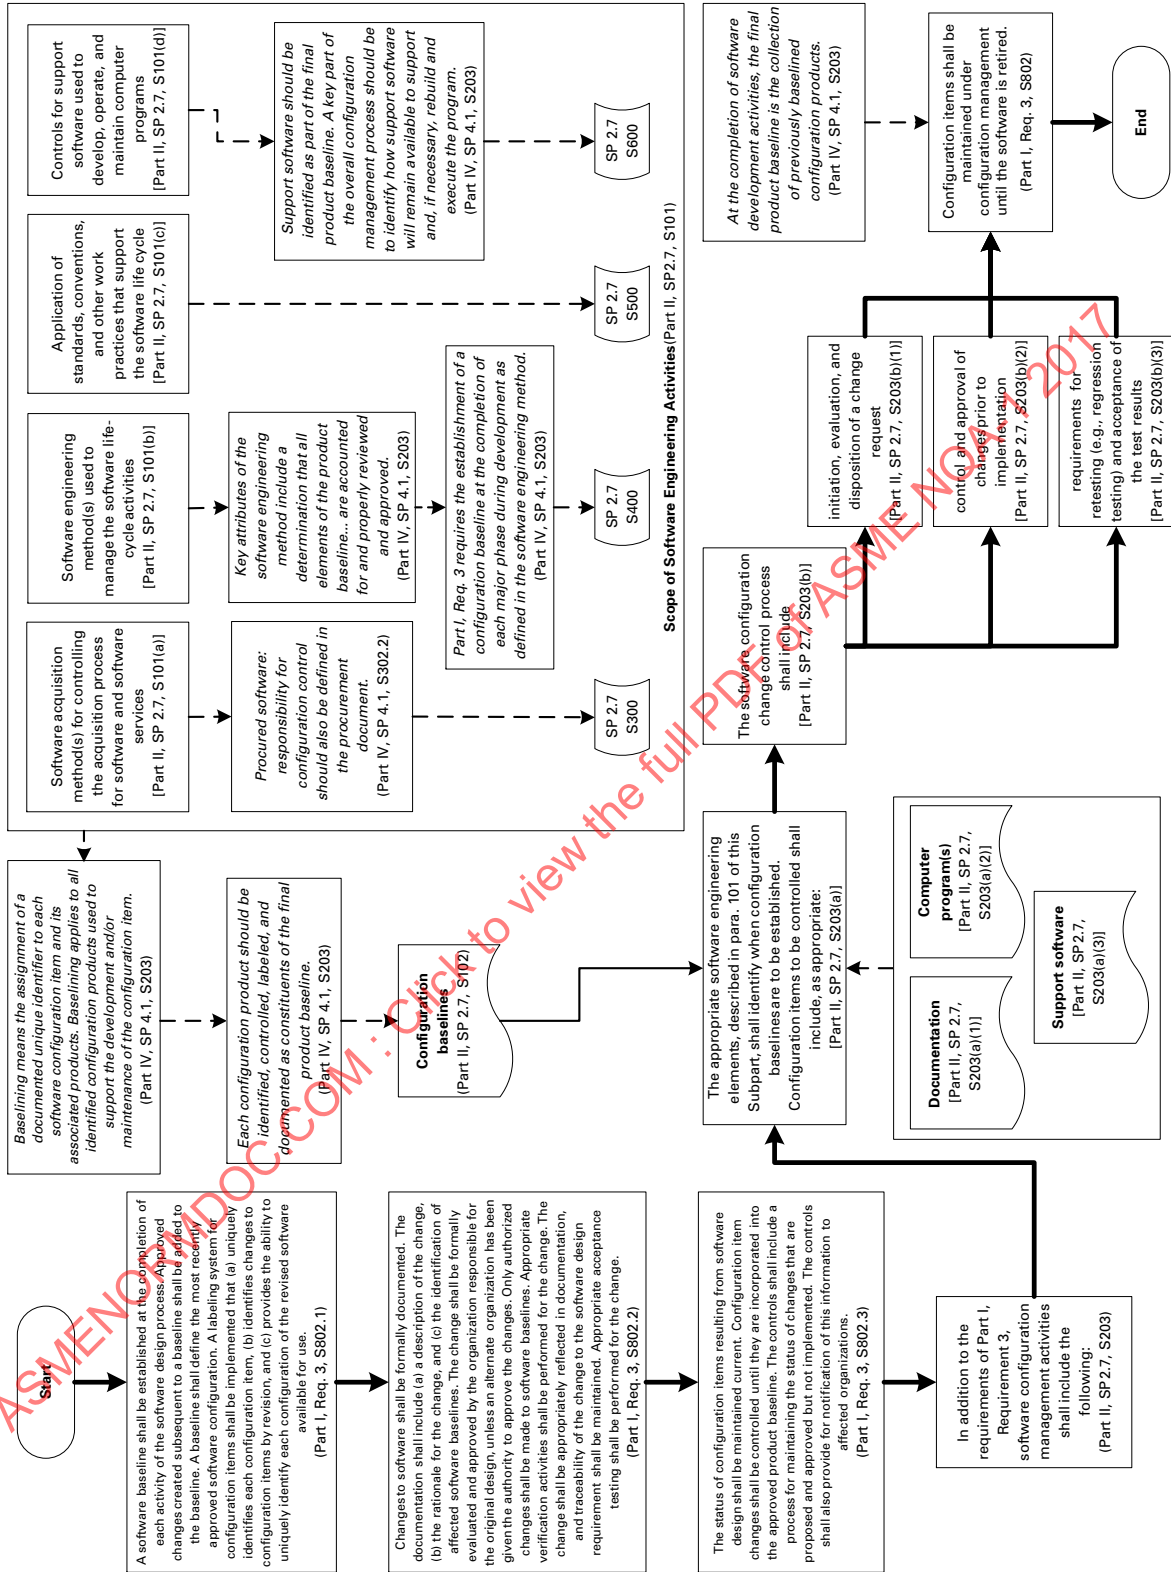 Start
A software baseline shall be established at the completion of
each activity of the software design process. Approved
changes created subsequent to a baseline shall be added to
the baseline. A baseline shall define the most recently
approved software configuration. A labeling system for
configuration items shall be implemented that (a) uniquely
identifies each configuration item, (b) identifies changes to
configuration items by revision, and (c) provides the ability to
uniquely identify each configuration of the revised software
available for use.
(Part I, Req. 3, S802.1)
Changes to software shall be formally documented. The
documentation shall include (a) a description of the change,
(b) the rationale for the change, and (c) the identification of
affected software baselines. The change shall be formally
evaluated and approved by the organization responsible for
the original design, unless an alternate organization has been
given the authority to approve the changes. Only authorized
changes shall be made to software baselines. Appropriate
verification activities shall be performed for the change. The
change shall be appropriately reflected in documentation,
and traceability of the change to the software design
requirement shall be maintained. Appropriate acceptance
testing shall be performed for the change.
(Part I, Req. 3, S802.2)
The status of configuration items resulting from software
design shall be maintained current. Configuration item
changes shall be controlled until they are incorporated into
the approved product baseline. The controls shall include a
process for maintaining the status of changes that are
proposed and approved but not implemented. The controls
shall also provide for notification of this information to
affected organizations.
(Part I, Req. 3, S802.3)
In addition to the
requirements of Part I,
Requirement 3,
software configuration
management activities
shall include the
following:
(Part II, SP 2.7, S203)
Baselining means the assignment of a
documented unique identifier to each
software configuration item and its
associated products. Baselining applies to all
identified configuration products used to
support the development and/or
maintenance of the configuration item.
(Part IV, SP 4.1, S203)
Each configuration product should be
identified, controlled, labeled, and
documented as constituents of the final
product baseline.
(Part IV, SP 4.1, S203)
Configuration
baselines
(Part II, SP 2.7, S102)
The appropriate software engineering
elements, described in para. 101 of this
Subpart, shall identify when configuration
baselines are to be established.
Configuration items to be controlled shall
include, as appropriate:
[Part II, SP 2.7, S203(a)]
Documentation
[Part II, SP 2.7,
S203(a)(1)]
Computer
program(s)
[Part II, SP 2.7,
S203(a)(2)]
Support software
[Part II, SP 2.7,
S203(a)(3)]
Software acquisition
method(s) for controlling
the acquisition process
for software and software
services
[Part II, SP 2.7, S101(a)]
Procured software:
responsibility for
configuration control
should also be defined in
the procurement
document.
(Part IV, SP 4.1, S302.2)
SP 2.7
S300
Software engineering
method(s) used to
manage the software life-
cycle activities
[Part II, SP 2.7, S101(b)]
Key attributes of the
software engineering
method include a
determination that all
elements of the product
baseline... are accounted
for and properly reviewed
and approved.
(Part IV, SP 4.1, S203)
Part I, Req. 3 requires the establishment of a
configuration baseline at the completion of
each major phase during development as
defined in the software engineering method.
(Part IV, SP 4.1, S203)
SP 2.7
S400
Application of
standards, conventions,
and other work
practices that support
the software life cycle
[Part II, SP 2.7, S101(c)]
SP 2.7
S500
Controls for support
software used to
develop, operate, and
maintain computer
programs
[Part II, SP 2.7, S101(d)]
Support software should be
identified as part of the final
product baseline. A key part of
the overall configuration
management process should be
to identify how support software
will remain available to support
and, if necessary, rebuild and
execute the program.
(Part IV, SP 4.1, S203)
SP 2.7
S600
Scope of Software Engineering Activities(Part II, SP2.7, S101)
The software configuration
change control process
shall include
[Part II, SP 2.7, S203(b)]
initiation, evaluation, and
disposition of a change
request
[Part II, SP 2.7, S203(b)(1)]
control and approval of
changes prior to
implementation
[Part II, SP 2.7, S203(b)(2)]
requirements for
retesting (e.g., regression
testing) and acceptance of
the test results
[Part II, SP 2.7, S203(b)(3)]
At the completion of software
development activities, the final
product baseline is the collection
of previously baselined
configuration products.
(Part IV, SP 4.1, S203)
Configuration items shall be
maintained under
configuration management
until the software is retired.
(Part I, Req. 3, S802)
End
ASMENORMDOC.COM : Click to view the full PDF of ASME NQA-1 2017